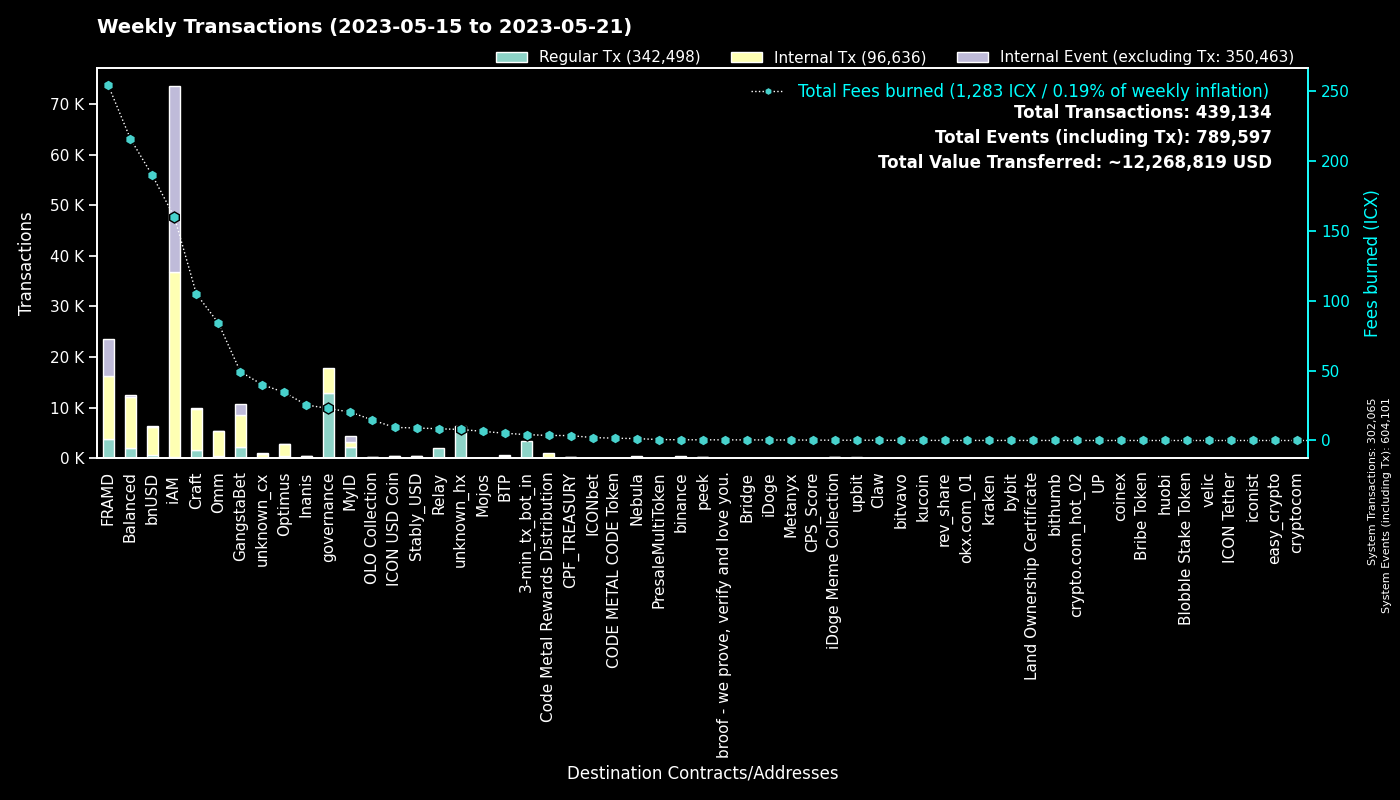 Weekly Transactions (2023-05-15 to 2023-05-21)
Regular Tx (342,498)
Internal Tx (96,636)
Internal Event (excluding Tx: 350,463)
Total Fees burned (1,283 ICX / 0.19% of weekly inflation)
Total Transactions: 439,134
Total Events (including Tx): 789,597
Total Value Transferred: ~12,268,819 USD
Transactions
70 K
60 K
50 K
40 K
30 K
20 K
10 K
0 K
250
200
150
100
50
0
Fees burned (ICX)
System Transactions: 302,065
System Events (including Tx): 604,101
FRAMD
Balanced
bnUSD
iAM
Craft
Omm
GangstaBet
unknown_cx
Optimus
Inanis
governance
MyID
OLO Collection
ICON USD Coin
Stably_USD
Relay
unknown_hx
Mojos
BTP
3-min_tx_bot_in
Code Metal Rewards Distribution
CPF_TREASURY
ICONbet
CODE METAL CODE Token
Nebula
PresaleMultiToken
binance
peek
broof - we prove, verify and love you.
Bridge
iDoge
Metanyx
CPS_Score
iDoge Meme Collection
upbit
Claw
bitvavo
kucoin
rev_share
okx.com_01
kraken
bybit
Land Ownership Certificate
bithumb
crypto.com_hot_02
UP
coinex
Bribe Token
huobi
Blobble Stake Token
velic
ICON Tether
iconist
easy_crypto
cryptocom
Destination Contracts/Addresses